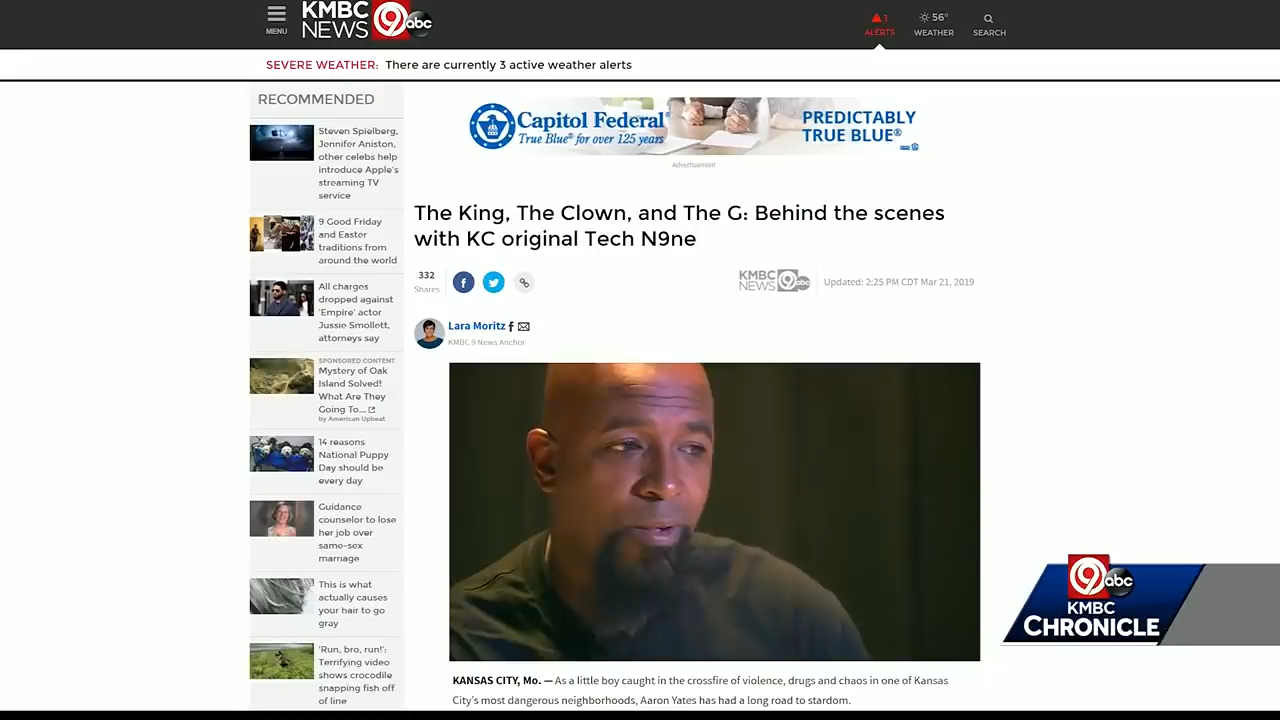 MENU
KMBC
NEWS
9
abc
1
ALERTS
56°
WEATHER
SEARCH
SEVERE WEATHER: There are currently 3 active weather alerts
RECOMMENDED
Steven Spielberg,
Jennifer Aniston,
other celebs help
introduce Apple's
streaming TV
service
9 Good Friday
and Easter
traditions from
around the world
All charges
dropped against
'Empire' actor
Jussie Smollett,
attorneys say
SPONSORED CONTENT
Mystery of Oak
Island Solved!
What Are They
Going To...
by American Upbeat
14 reasons
National Puppy
Day should be
every day
Guidance
counselor to lose
her job over
same-sex
marriage
This is what
actually causes
your hair to go
gray
'Run, bro, run!':
Terrifying video
shows crocodile
snapping fish off
of line
Capitol Federal®
True Blue® for over 125 years
PREDICTABLY
TRUE BLUE®
Advertisement
The King, The Clown, and The G: Behind the scenes
with KC original Tech N9ne
332
Shares
f
KMBC
NEWS
9
abc
Updated: 2:25 PM CDT Mar 21, 2019
Lara Moritz f
KMBC 9 News Anchor
KANSAS CITY, Mo. — As a little boy caught in the crossfire of violence, drugs and chaos in one of Kansas
City's most dangerous neighborhoods, Aaron Yates has had a long road to stardom.
9
abc
KMBC
CHRONICLE